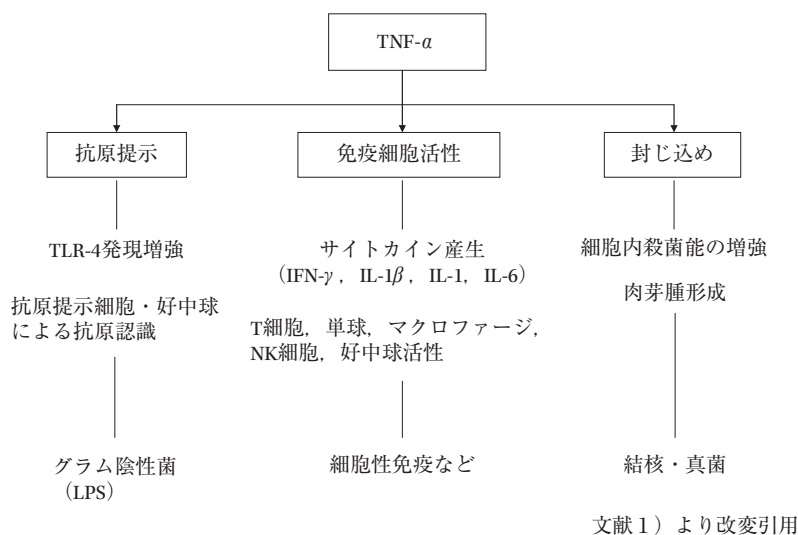 TNF-α
抗原提示
免疫細胞活性
封じ込め
TLR-4発現増強
抗原提示細胞・好中球
による抗原認識
グラム陰性菌
（LPS）
サイトカイン産生
（IFN-γ，IL-1β，IL-1，IL-6）
T細胞，単球，マクロファージ，
NK細胞，好中球活性
細胞性免疫など
細胞内殺菌能の増強
肉芽腫形成
結核・真菌
文献１）より改変引用